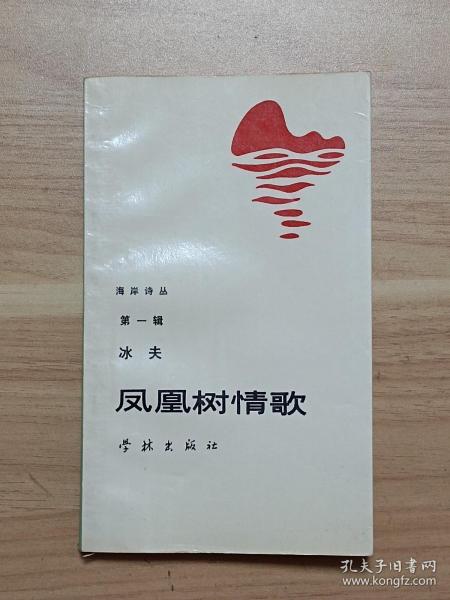 海岸诗丛
第一辑
冰夫
凤凰树情歌
学林出版社
孔夫子旧书网
www.kongfz.com